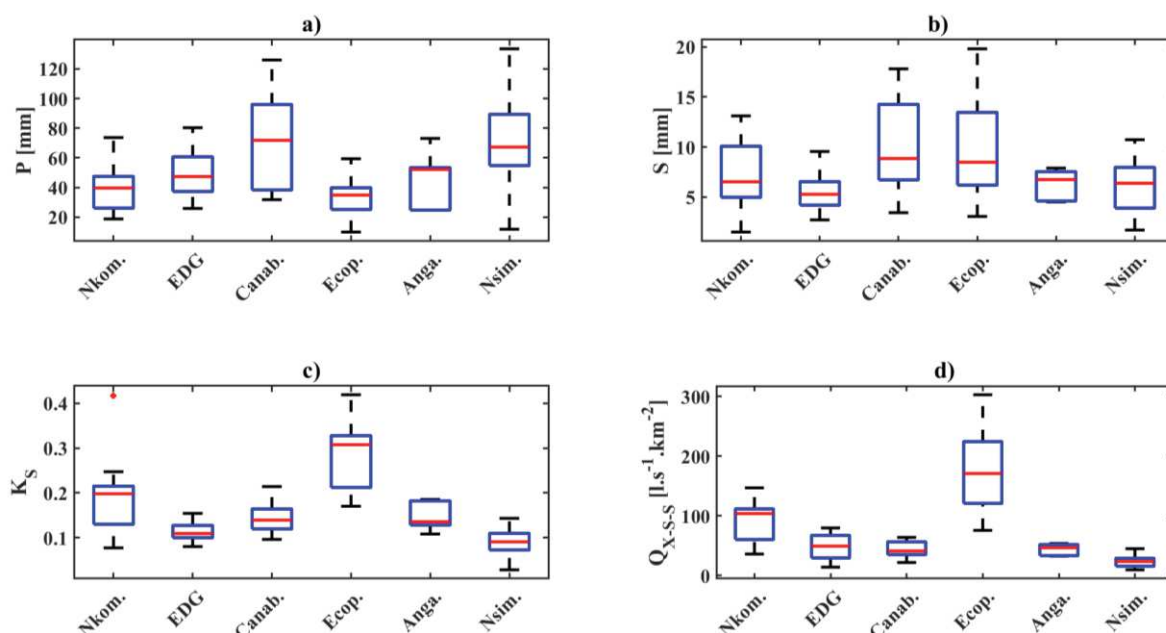 a)
P [mm]
120
100
80
60
40
20
Nkom.
EDG
Canab.
Ecop.
Anga.
Nsim.
b)
S [mm]
20
15
10
5
Nkom.
EDG
Canab.
Ecop.
Anga.
Nsim.
c)
K_S
0.4
0.3
0.2
0.1
Nkom.
EDG
Canab.
Ecop.
Anga.
Nsim.
d)
Q_{X-S-S} [l.s^{-1}.km^{-2}]
300
200
100
0
Nkom.
EDG
Canab.
Ecop.
Anga.
Nsim.